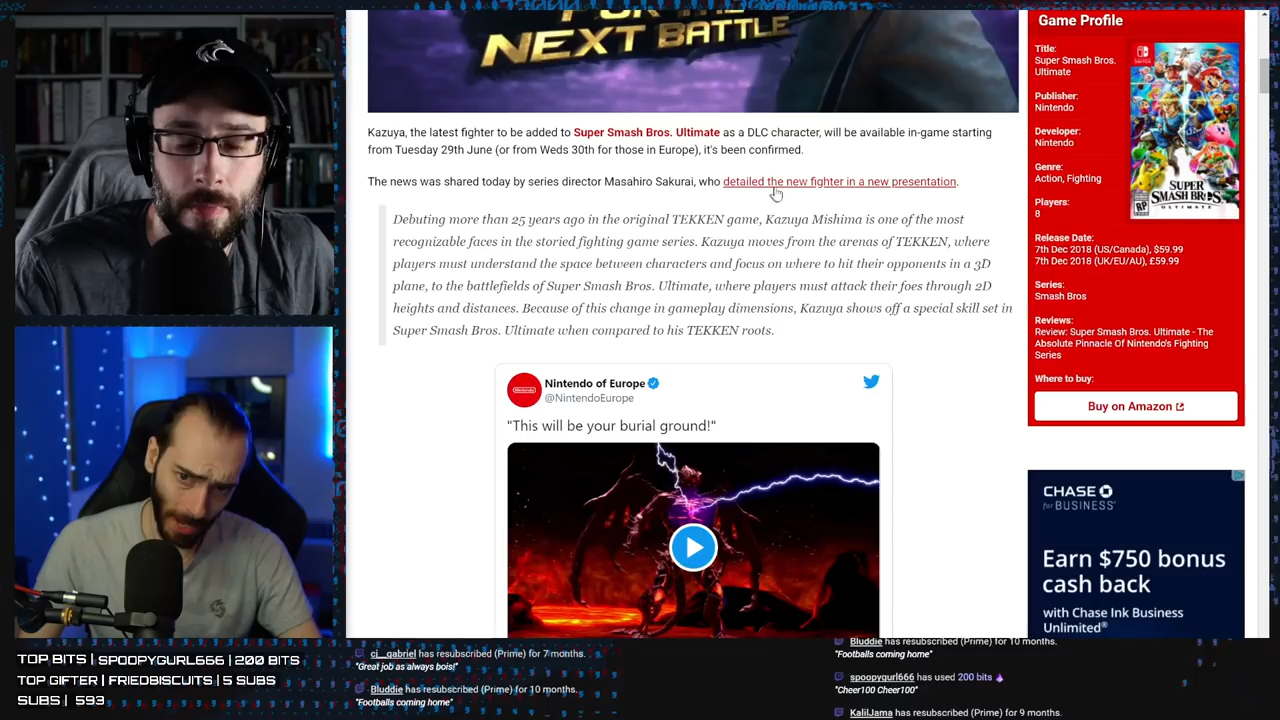 NEXT BATTLE
Kazuya, the latest fighter to be added to Super Smash Bros. Ultimate as a DLC character, will be available in-game starting
from Tuesday 29th June (or from Weds 30th for those in Europe), it's been confirmed.
The news was shared today by series director Masahiro Sakurai, who detailed the new fighter in a new presentation.
Debuting more than 25 years ago in the original TEKKEN game, Kazuya Mishima is one of the most
recognizable faces in the storied fighting game series. Kazuya moves from the arenas of TEKKEN, where
players must understand the space between characters and focus on where to hit their opponents in a 3D
plane, to the battlefields of Super Smash Bros. Ultimate, where players must attack their foes through 2D
heights and distances. Because of this change in gameplay dimensions, Kazuya shows off a special skill set in
Super Smash Bros. Ultimate when compared to his TEKKEN roots.
Nintendo of Europe
@NintendoEurope
"This will be your burial ground!"
Game Profile
Title:
Super Smash Bros.
Ultimate
Publisher:
Nintendo
Developer:
Nintendo
Genre:
Action, Fighting
Players:
8
SUPER
SMASH BROS.
ULTIMATE
Release Date:
7th Dec 2018 (US/Canada), $59.99
7th Dec 2018 (UK/EU/AU), £59.99
Series:
Smash Bros
Reviews:
Review: Super Smash Bros. Ultimate - The
Absolute Pinnacle Of Nintendo's Fighting
Series
Where to buy:
Buy on Amazon
CHASE
for BUSINESS®
Earn $750 bonus
cash back
with Chase Ink Business
Unlimited®
TOP BITS | SPOOPYGURL666 | 200 BITS
TOP GIFTER | FRIEDBISCUITS | 5 SUBS
SUBS | 593
ci__gabriel has resubscribed (Prime) for 7 months.
"Great job as always bois!"
Bluddie has resubscribed (Prime) for 10 months.
"Footballs coming home"
Bluddie has resubscribed (Prime) for 10 months.
"Footballs coming home"
spoopygurl666 has used 200 bits
"Cheer100 Cheer100"
KalilJama has resubscribed (Prime) for 9 months.